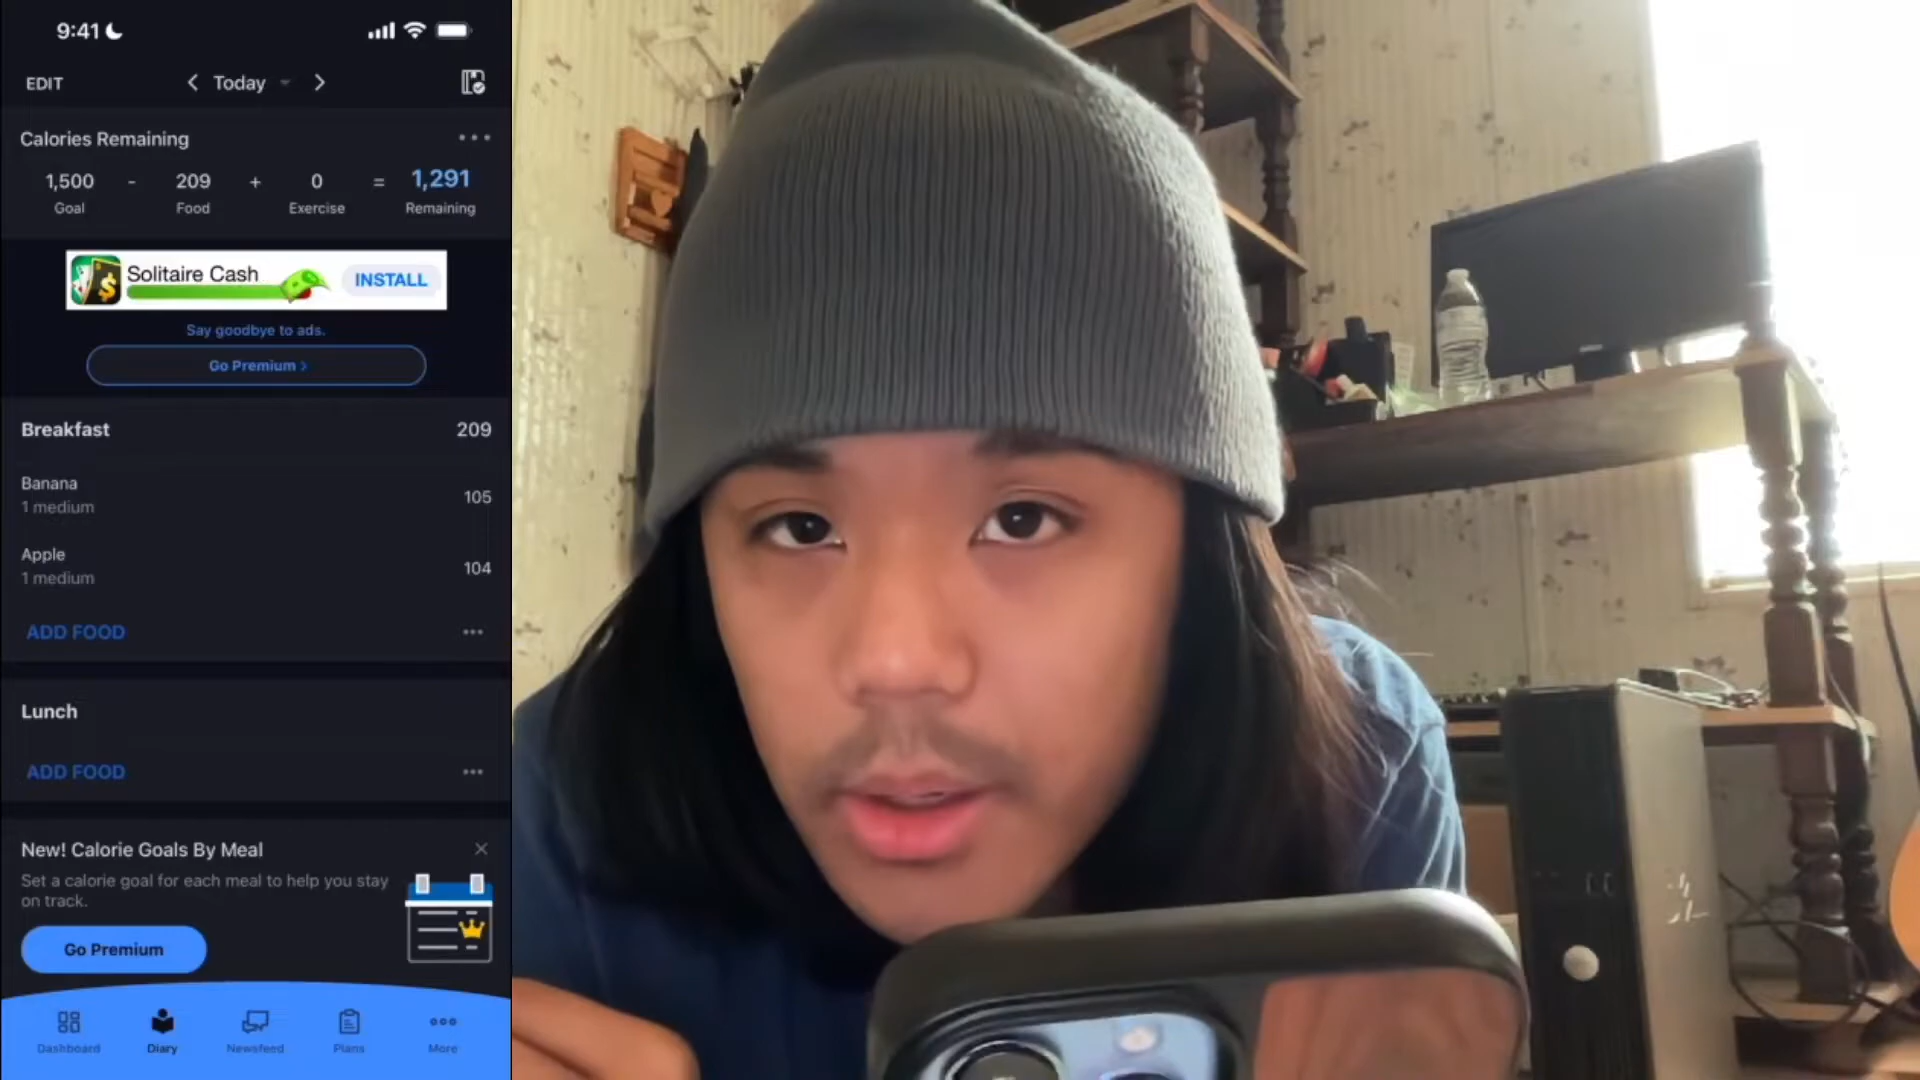 9:41
EDIT
Today
Calories Remaining
1,500 - 209 + 0 = 1,291
Goal Food Exercise Remaining
Solitaire Cash
INSTALL
Say goodbye to ads.
Go Premium >
Breakfast 209
Banana
1 medium
105
Apple
1 medium
104
ADD FOOD
Lunch
ADD FOOD
New! Calorie Goals By Meal
Set a calorie goal for each meal to help you stay
on track.
Go Premium
Dashboard Diary Newsfeed Plans More